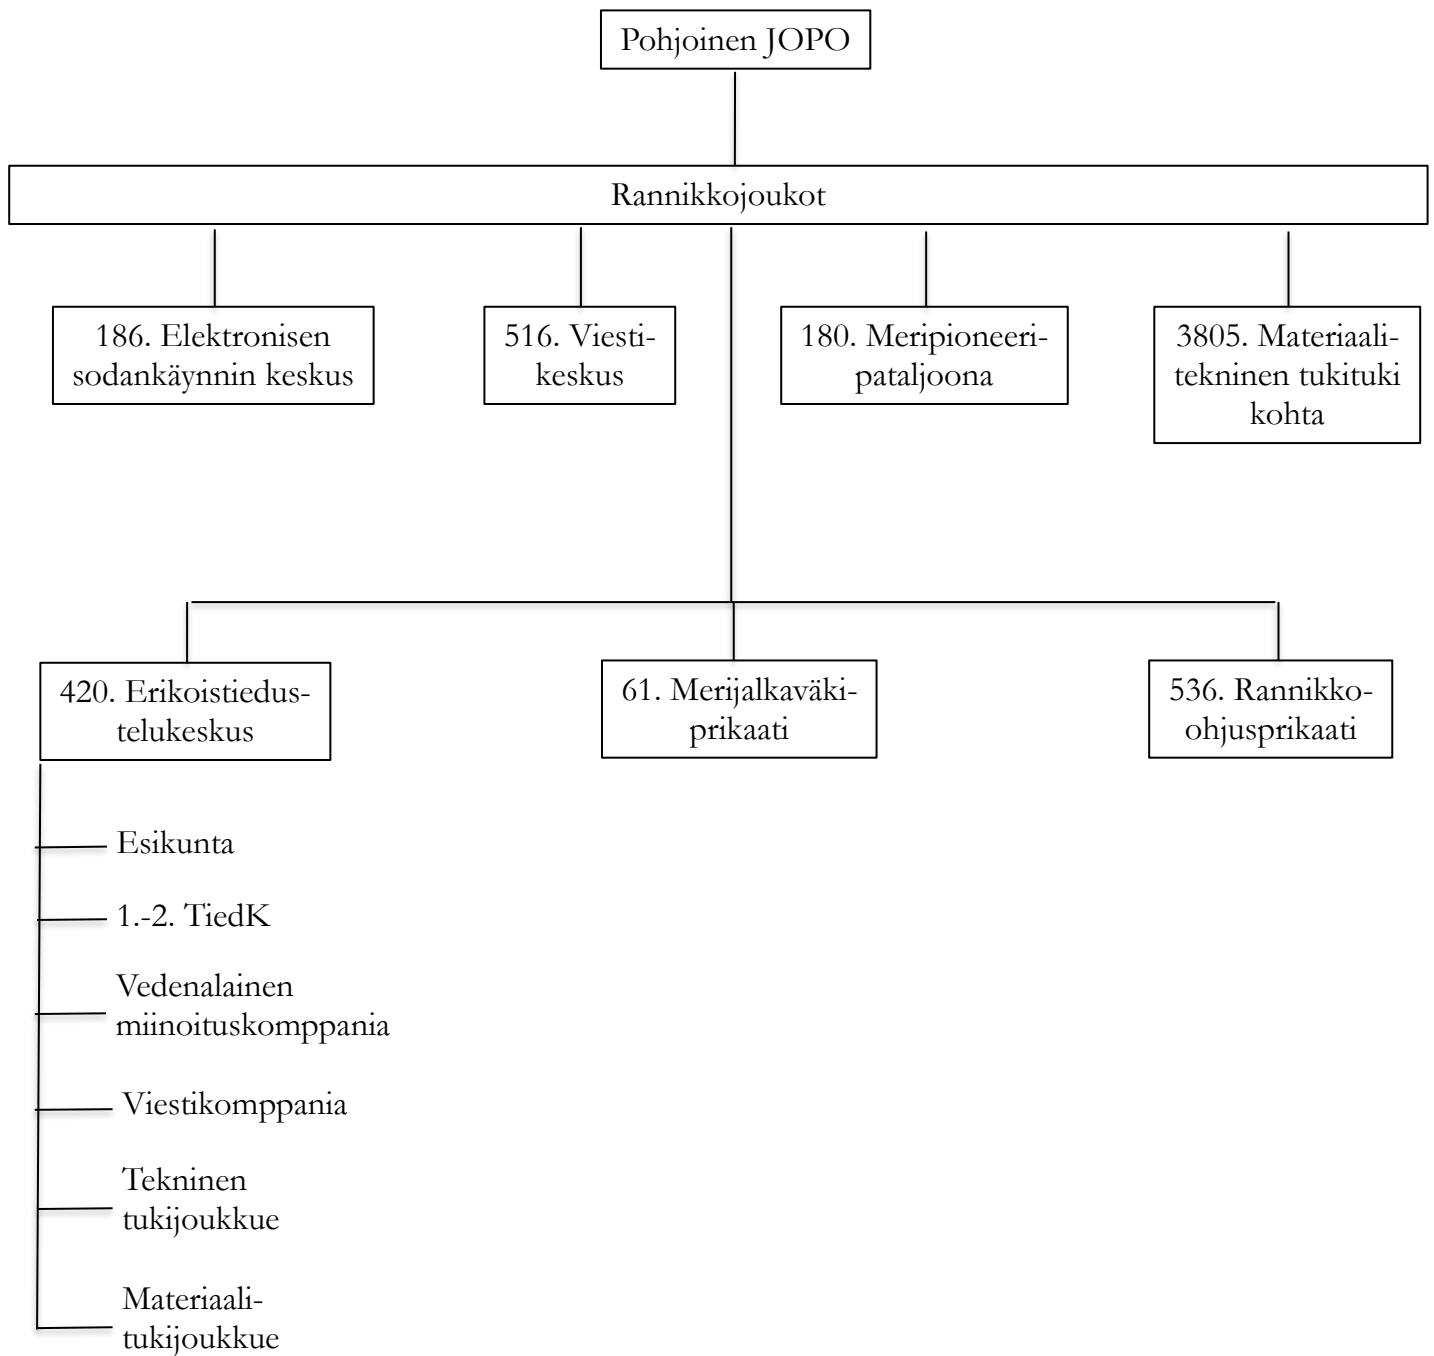 Pohjoinen JOPO
Rannikkojoukot
186. Elektronisen
sodankäynnin keskus
516. Viesti-
keskus
180. Meripioneeri-
pataljoona
3805. Materiaali-
tekninen tukituki
kohta
420. Erikoistiedus-
telukeskus
61. Merijalkaväki-
prikaati
536. Rannikko-
ohjusprikaati
Esikunta
1.-2. TiedK
Vedenalainen
miinoituskomppania
Viestikomppania
Tekninen
tukijoukkue
Materiaali-
tukijoukkue